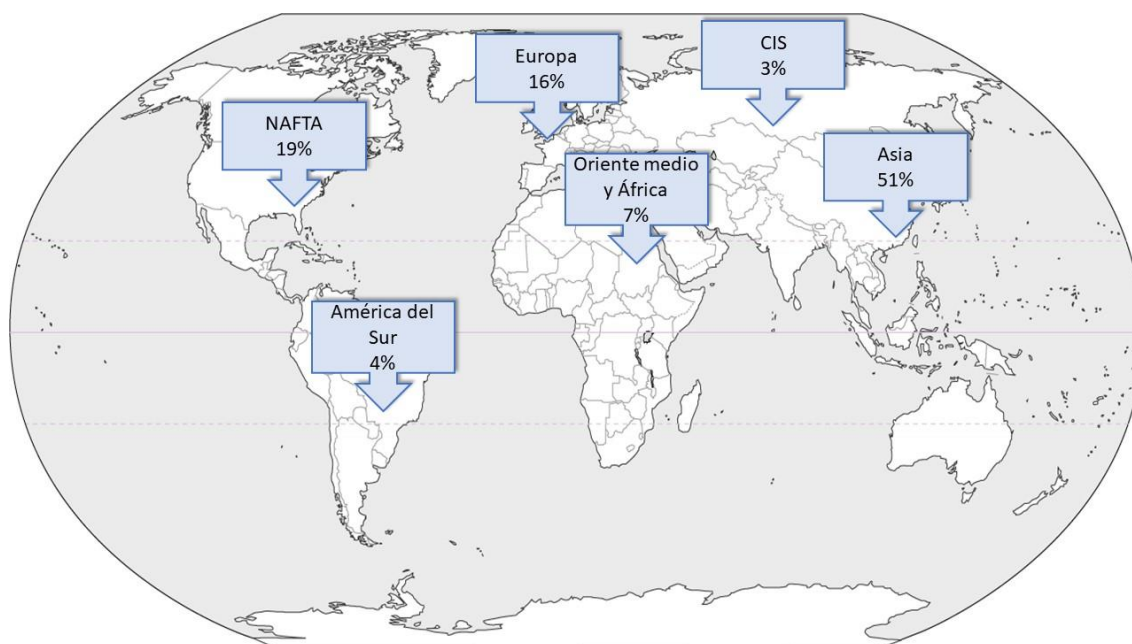 CIS
3%
Europa
16%
NAFTA
19%
Oriente medio
y África
7%
Asia
51%
América del
Sur
4%